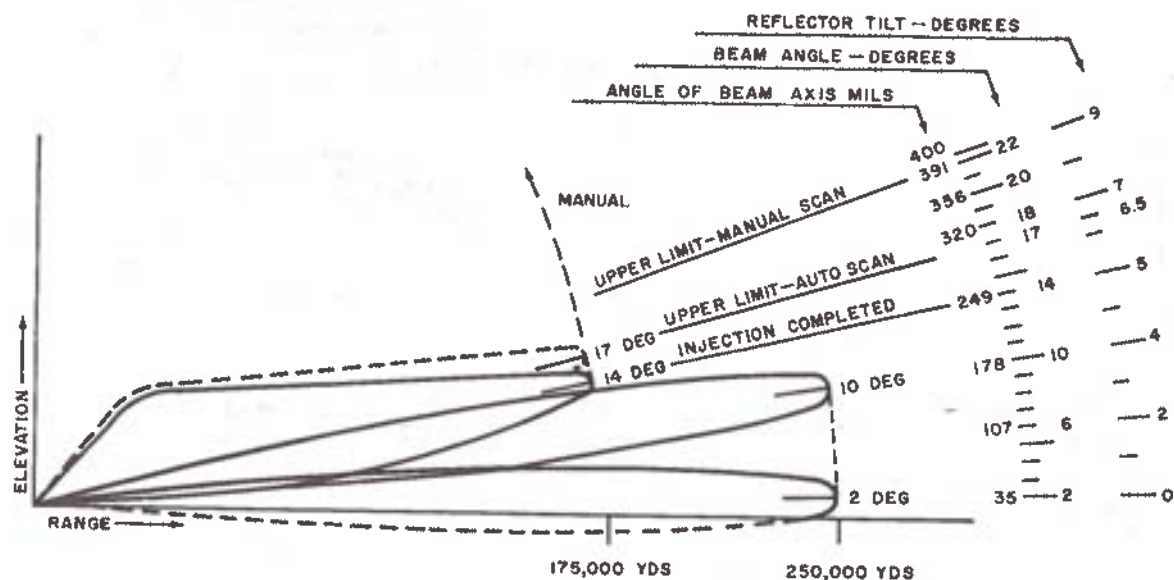 REFLECTOR TILT — DEGREES
BEAM ANGLE — DEGREES
ANGLE OF BEAM AXIS MILS
9
400
22
391
MANUAL
UPPER LIMIT—MANUAL SCAN
356
20
7
6.5
320
18
17
UPPER LIMIT—AUTO SCAN
5
17 DEG
INJECTION COMPLETED
249
14
14 DEG
ELEVATION
178
10
4
10 DEG
107
6
2
2 DEG
35
2
0
RANGE
175,000 YDS
250,000 YDS